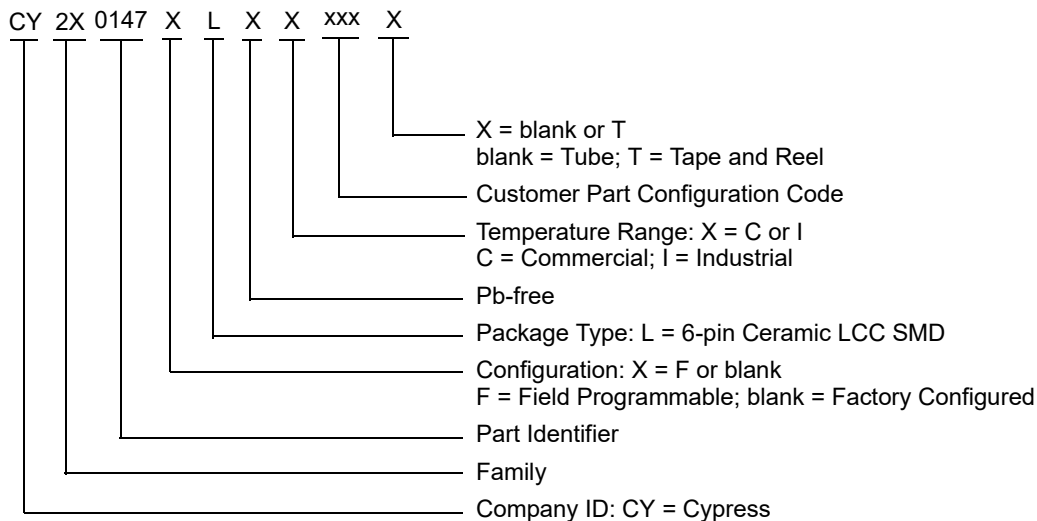 CY 2X 0147 X L X X xxx X
X = blank or T
blank = Tube; T = Tape and Reel
Customer Part Configuration Code
Temperature Range: X = C or I
C = Commercial; I = Industrial
Pb-free
Package Type: L = 6-pin Ceramic LCC SMD
Configuration: X = F or blank
F = Field Programmable; blank = Factory Configured
Part Identifier
Family
Company ID: CY = Cypress